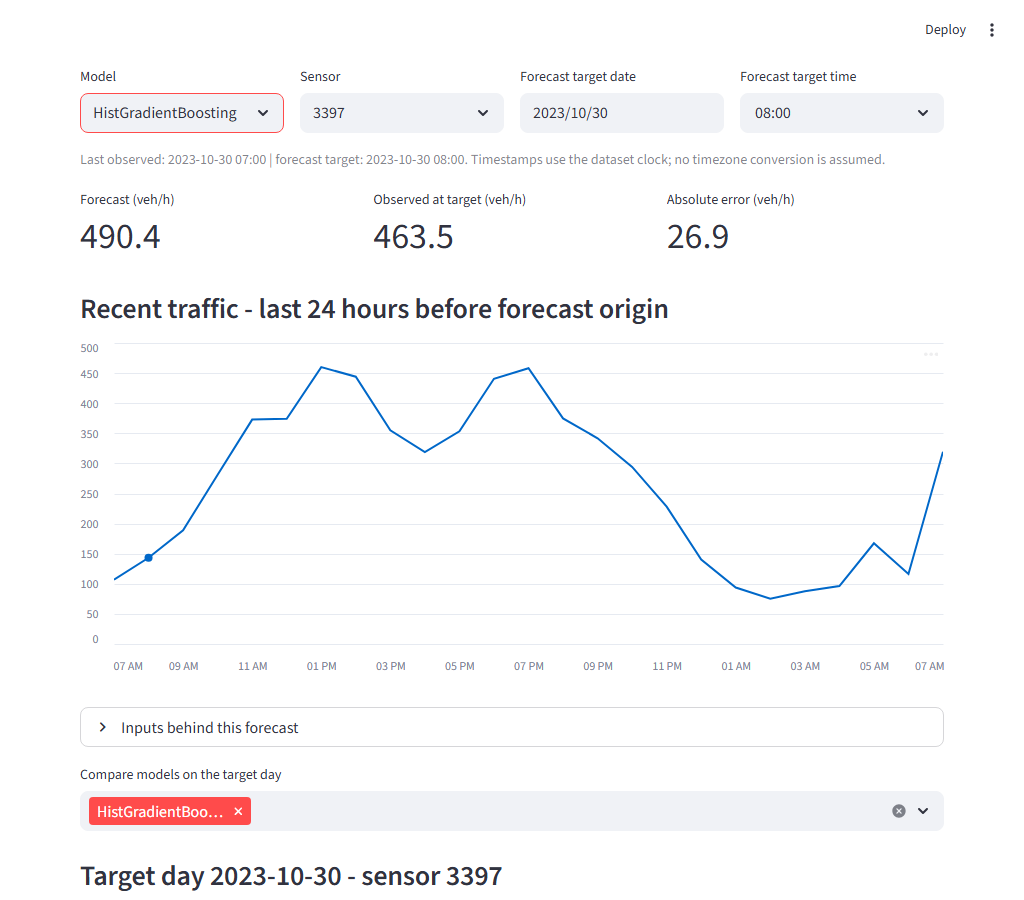 Deploy
Model Sensor Forecast target date Forecast target time
HistGradientBoosting 3397 2023/10/30 08:00
Last observed: 2023-10-30 07:00 | forecast target: 2023-10-30 08:00. Timestamps use the dataset clock; no timezone conversion is assumed.
Forecast (veh/h) Observed at target (veh/h) Absolute error (veh/h)
490.4 463.5 26.9
Recent traffic - last 24 hours before forecast origin
500
450
400
350
300
250
200
150
100
50
0
07 AM 09 AM 11 AM 01 PM 03 PM 05 PM 07 PM 09 PM 11 PM 01 AM 03 AM 05 AM 07 AM
Inputs behind this forecast
Compare models on the target day
HistGradientBoo...
Target day 2023-10-30 - sensor 3397